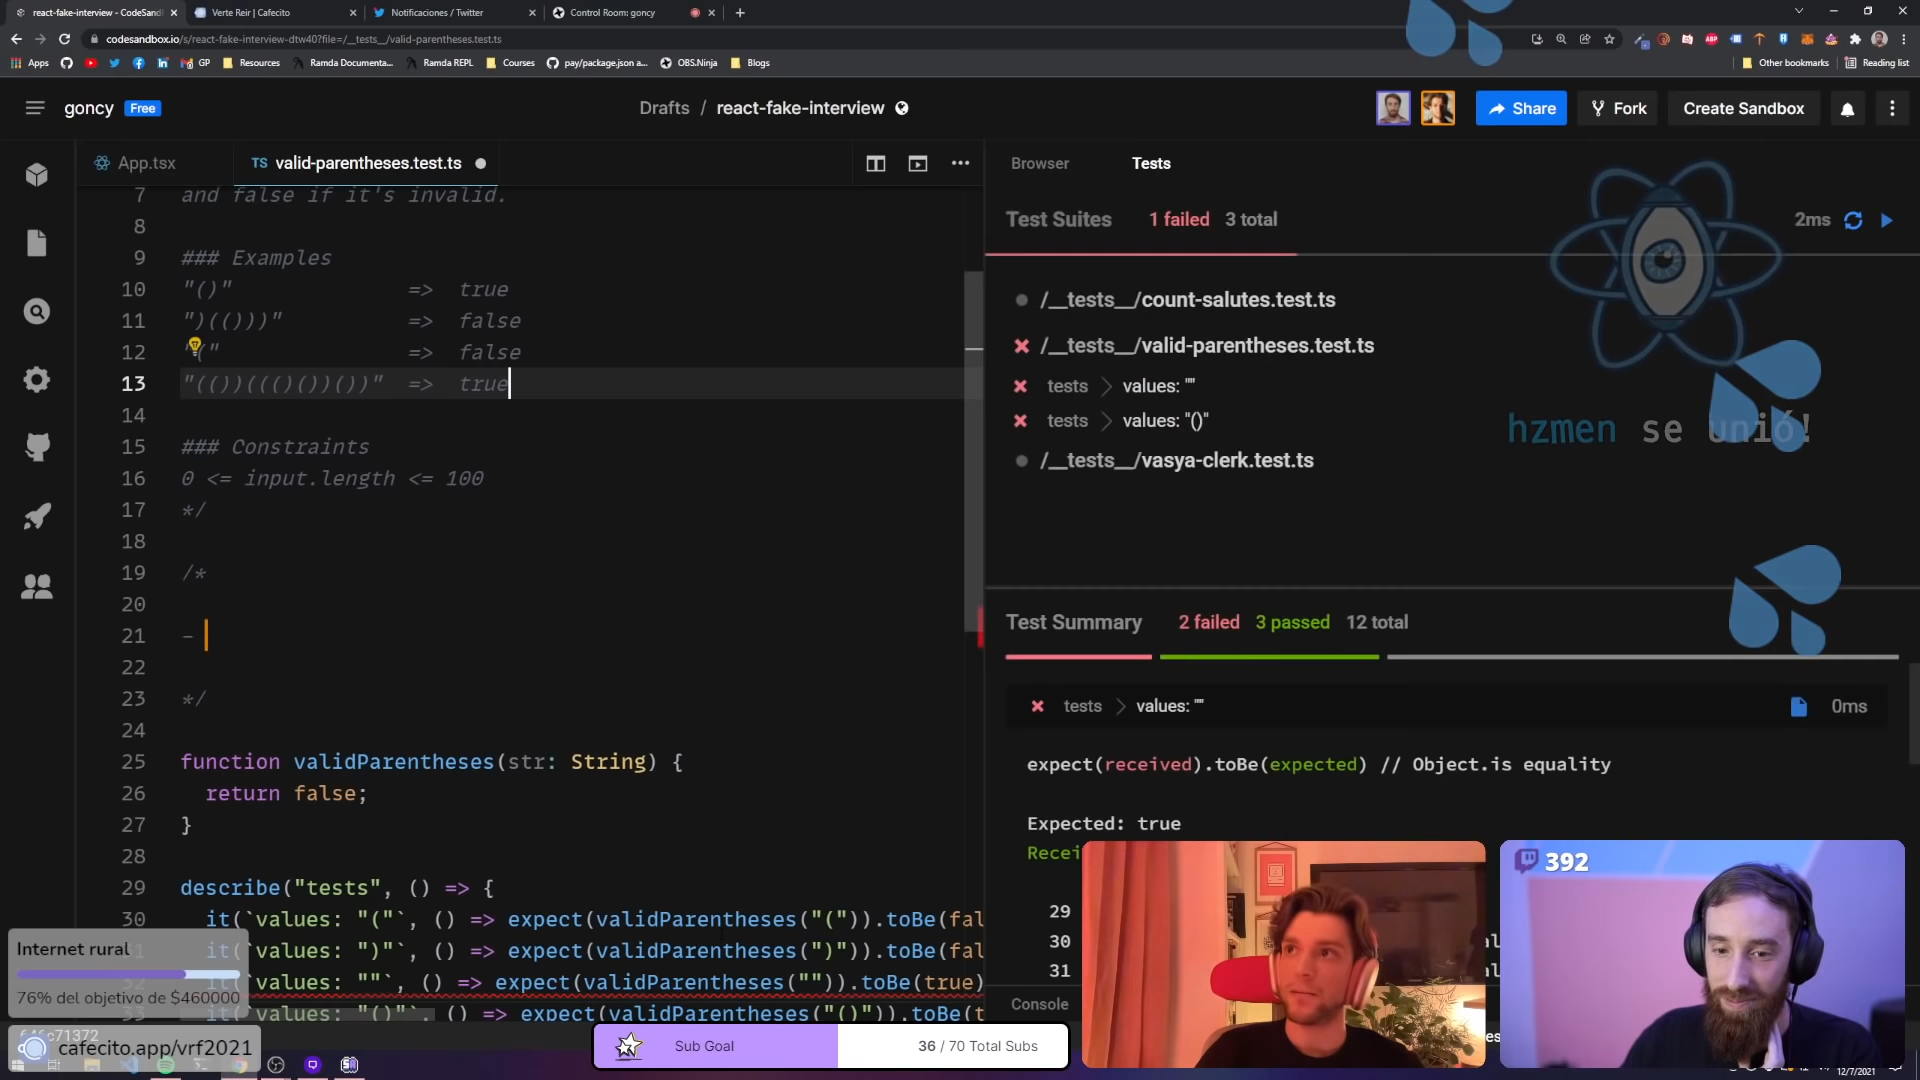 react-fake-interview - CodeSand
Verte Reir | Cafecito
Notificaciones / Twitter
Control Room: goncy
codesandbox.io/s/react-fake-interview-dtw40?file=/__tests__/valid-parentheses.test.ts
Apps
GP
Resources
Ramda Documenta...
Ramda REPL
Courses
pay/package.json a...
OBS.Ninja
Blogs
Other bookmarks
Reading list
goncy Free
Drafts / react-fake-interview
Share
Fork
Create Sandbox
App.tsx
TS valid-parentheses.test.ts
Browser
Tests
7 and false if it's invalid.
8
9 ### Examples
10 "()" => true
11 ")(()))" => false
12 "(" => false
13 "(())((()())())" => true
14
15 ### Constraints
16 0 <= input.length <= 100
17 */
18
19 /*
20
21 -
22
23 */
24
25 function validParentheses(str: String) {
26 return false;
27 }
28
29 describe("tests", () => {
30 it(`values: "("`, () => expect(validParentheses("(")).toBe(fal
it(`values: ")"`, () => expect(validParentheses(")")).toBe(fal
it(`values: ""`, () => expect(validParentheses("")).toBe(true)
it(`values: "()"`, () => expect(validParentheses("()")).toBe(t
Test Suites 1 failed 3 total
2ms
/__tests__/count-salutes.test.ts
/__tests__/valid-parentheses.test.ts
tests values: ""
tests values: "()"
/__tests__/vasya-clerk.test.ts
hzmen se unió!
Test Summary 2 failed 3 passed 12 total
tests values: ""
0ms
expect(received).toBe(expected) // Object.is equality
Expected: true
Recei
29
30
31
Console
392
Internet rural
76% del objetivo de $460000
cafecito.app/vrf2021
Sub Goal
36 / 70 Total Subs
12/7/2021